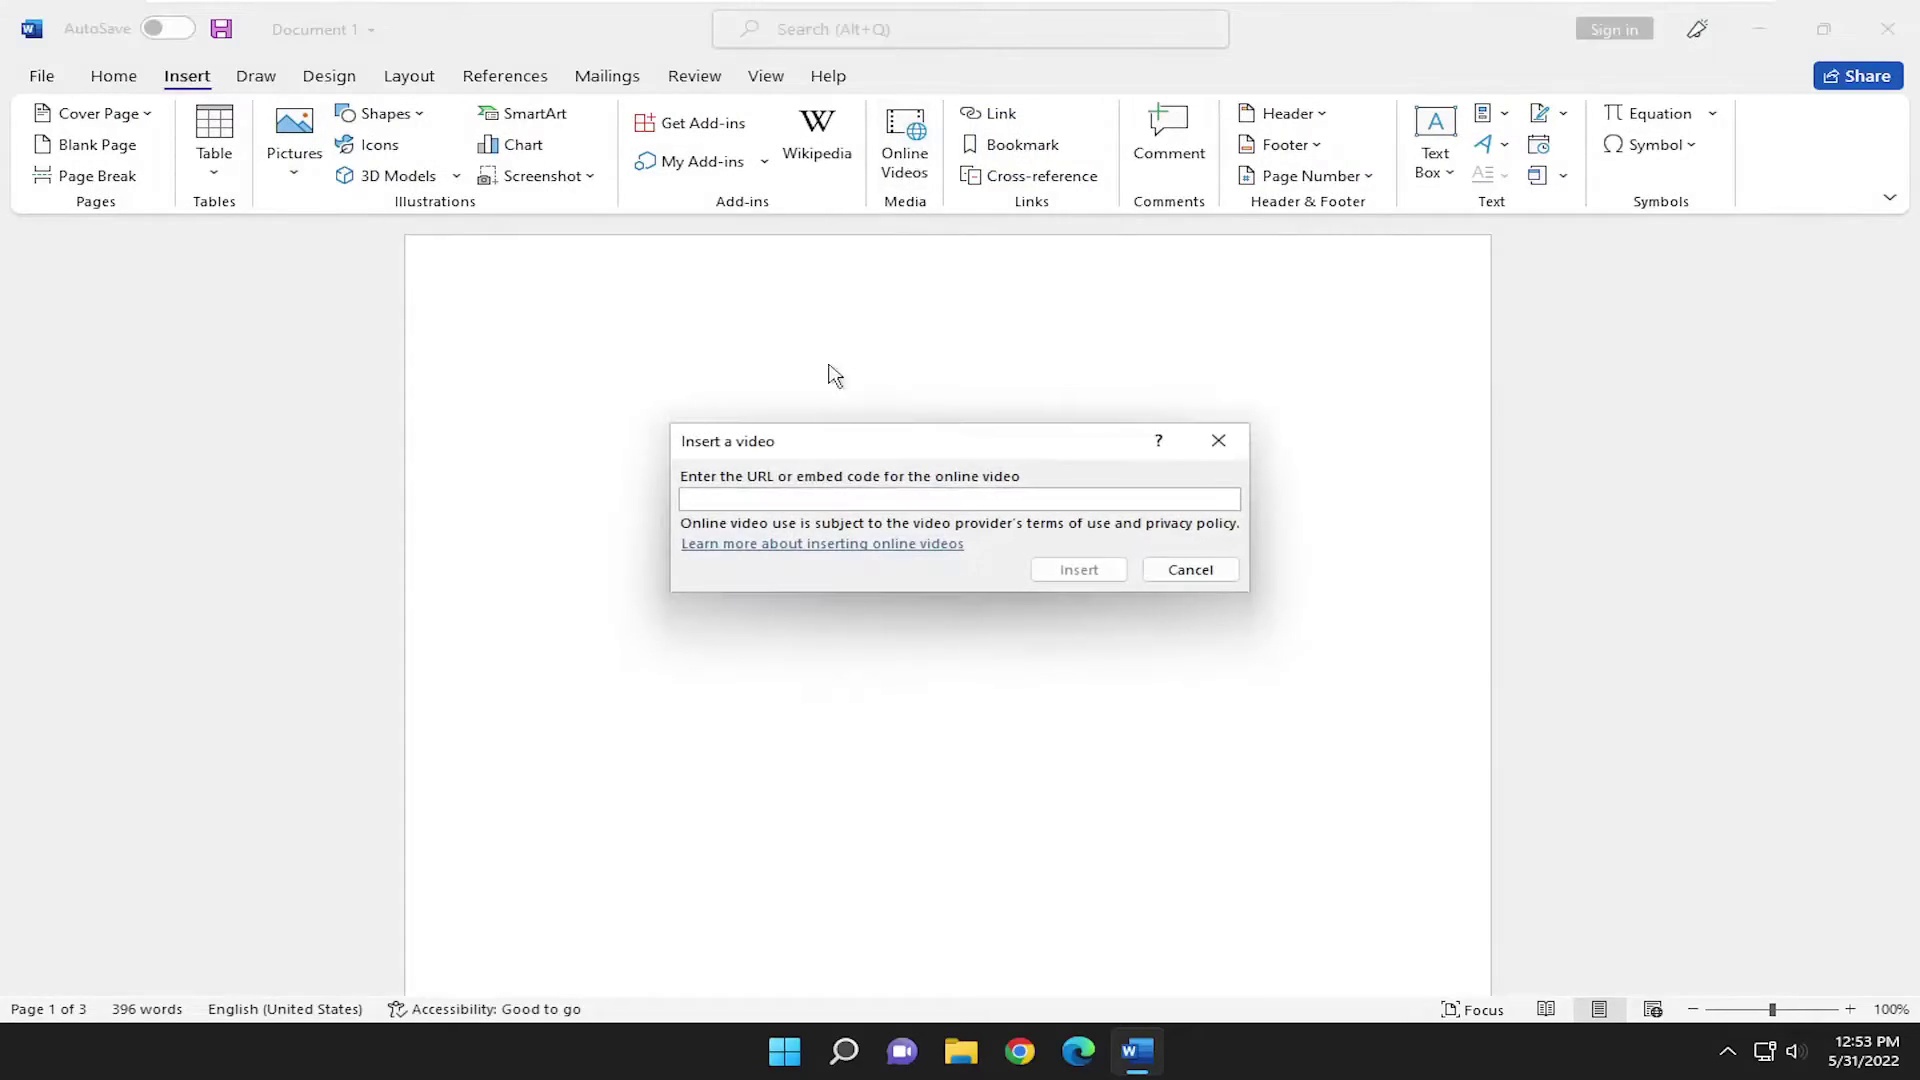 AutoSave
Document 1
Search (Alt+Q)
Sign in
File Home Insert Draw Design Layout References Mailings Review View Help
Share
Cover Page
Blank Page
Page Break
Pages
Table
Tables
Pictures
Shapes
Icons
3D Models
SmartArt
Chart
Screenshot
Illustrations
Get Add-ins
My Add-ins
W
Wikipedia
Add-ins
Online
Videos
Media
Link
Bookmark
Cross-reference
Links
Comment
Comments
Header
Footer
Page Number
Header & Footer
Text
Box
Text
Equation
Symbol
Symbols
Insert a video
Enter the URL or embed code for the online video
Online video use is subject to the video provider's terms of use and privacy policy.
Learn more about inserting online videos
Insert
Cancel
Page 1 of 3
396 words
English (United States)
Accessibility: Good to go
Focus
100%
12:53 PM
5/31/2022